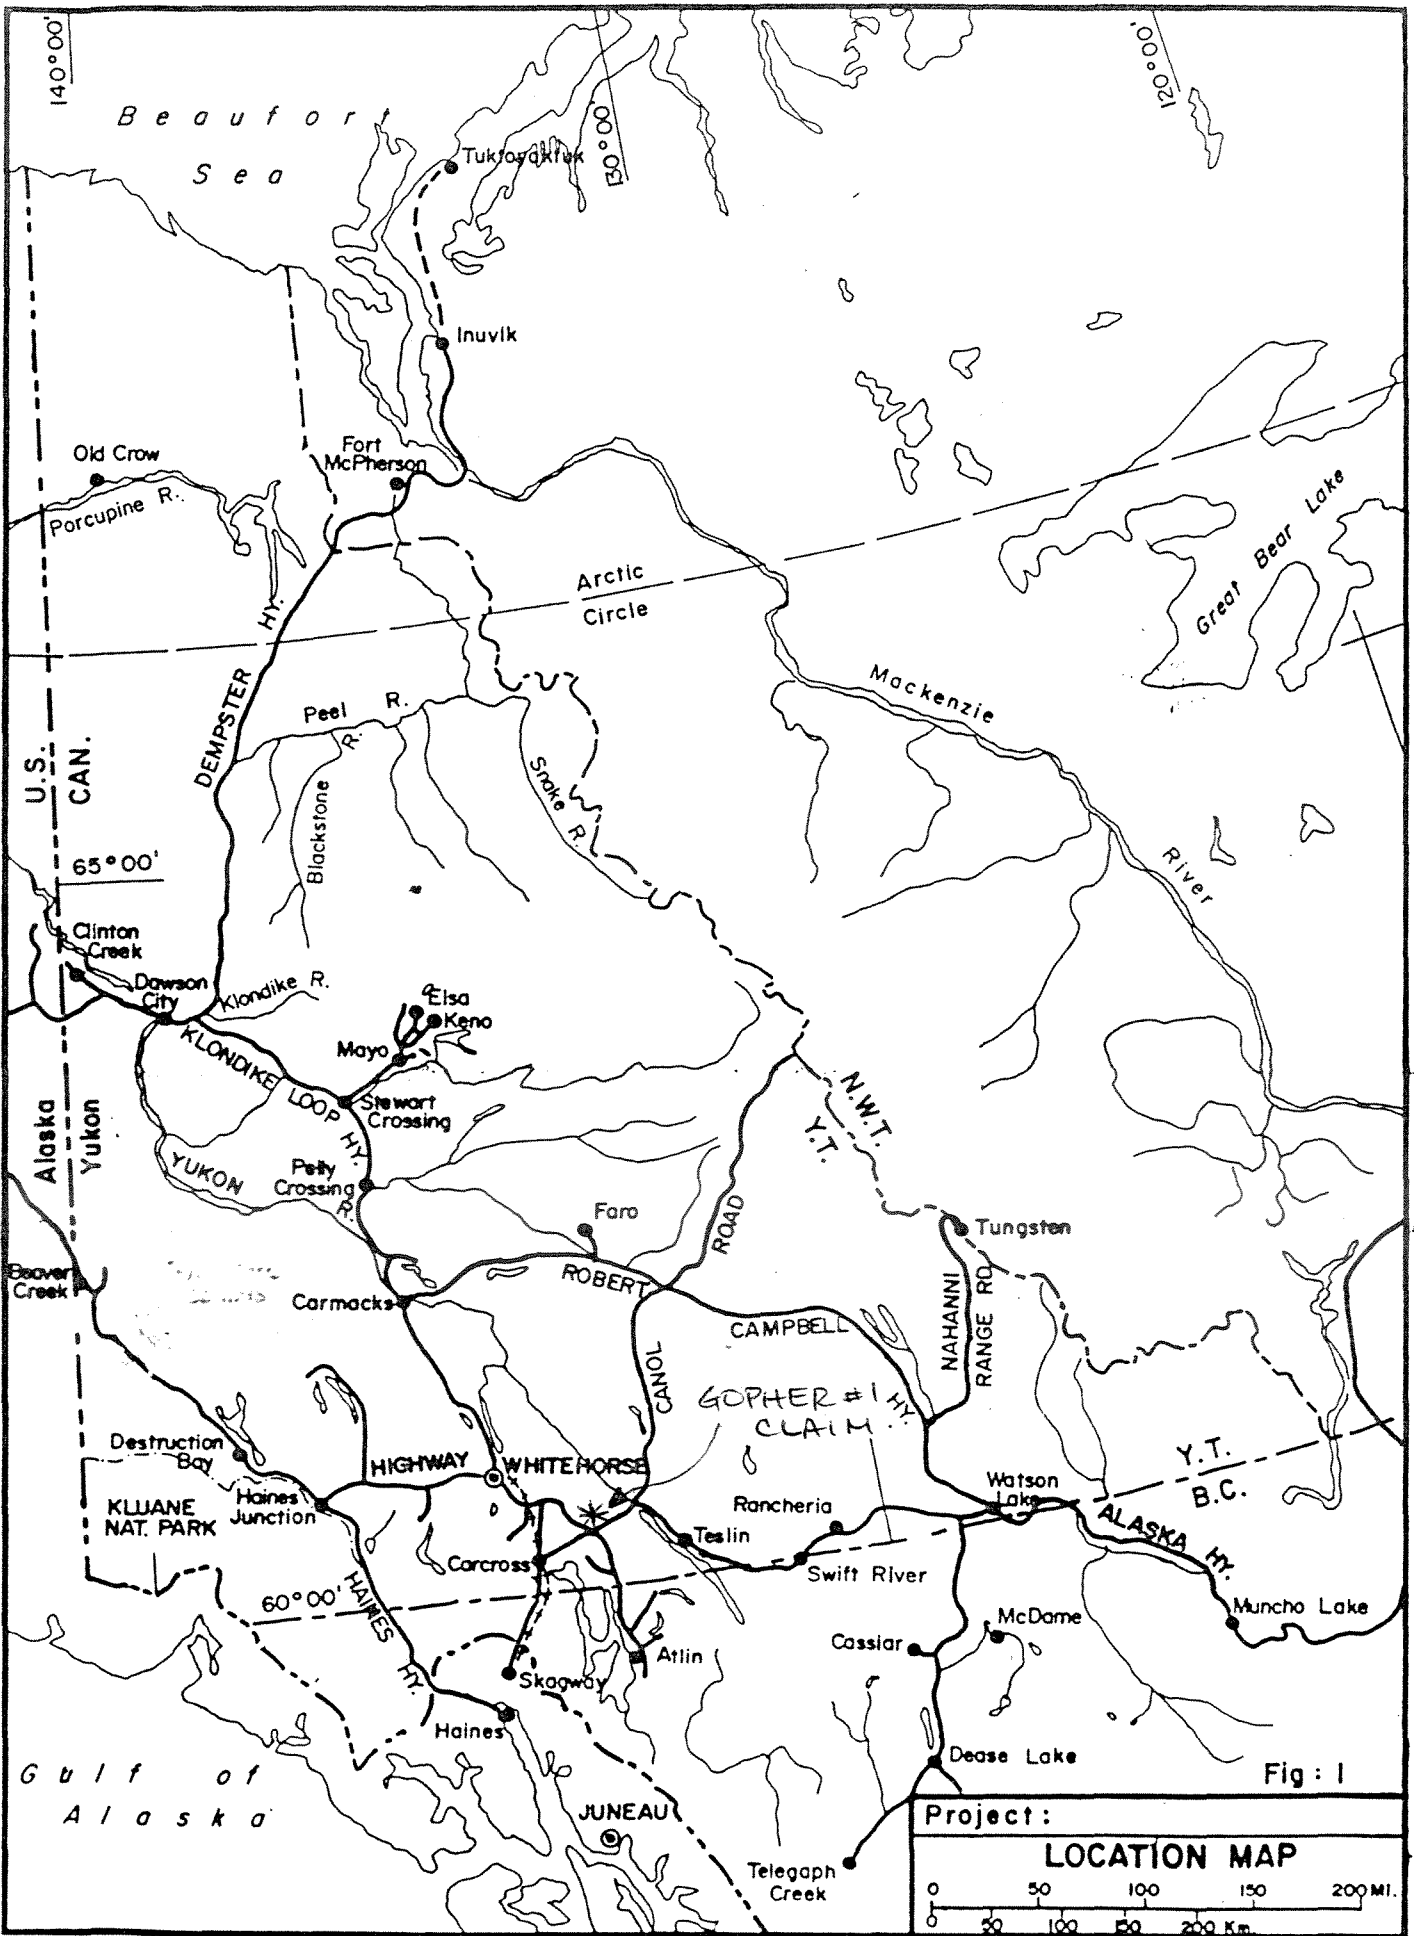 140°00'
130°00'
120°00'
Beaufort
Sea
Tuktoyaktuk
Inuvik
Old Crow
Fort
McPherson
Porcupine R.
Great Bear Lake
Arctic
Circle
DEMPSTER HY.
Peel R.
Mackenzie
River
Blackstone R.
Snake R.
U.S.
CAN.
65°00'
Clinton
Creek
Dawson
City
Klondike R.
Elsa
Keno
Mayo
KLONDIKE LOOP HY.
Stewart
Crossing
Alaska
Yukon
N.W.T.
Y.T.
YUKON R.
Pelly
Crossing
Faro
ROAD
Tungsten
Beaver
Creek
Carmacks
ROBERT
CAMPBELL
HY.
NAHANNI
RANGE RD.
CANOL
GOPHER #1
CLAIM
Destruction
Bay
HIGHWAY
WHITEHORSE
Y.T.
B.C.
KLUANE
NAT. PARK
Haines
Junction
Rancheria
Watson
Lake
ALASKA HY.
Teslin
Carcross
Swift River
60°00'
HAINES HY.
Muncho Lake
McDame
Cassiar
Atlin
Skagway
Haines
Dease Lake
Gulf of
Alaska
JUNEAU
Telegaph
Creek
Fig : 1
Project :
LOCATION MAP
0 50 100 150 200 MI.
0 50 100 150 200 Km.